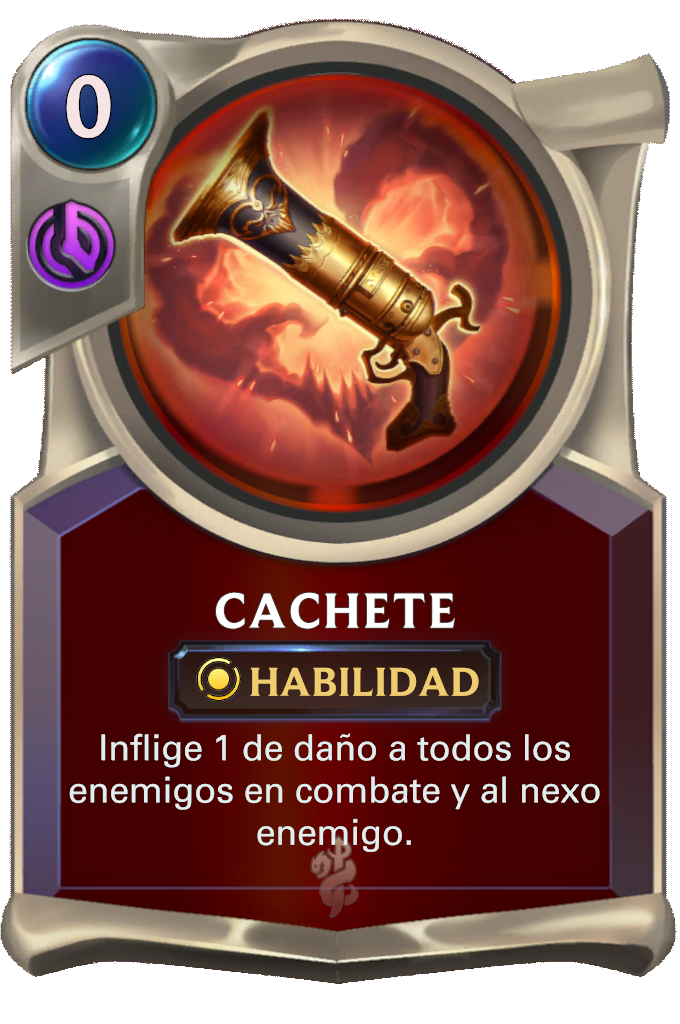 0
CACHETE
HABILIDAD
Inflige 1 de daño a todos los
enemigos en combate y al nexo
enemigo.